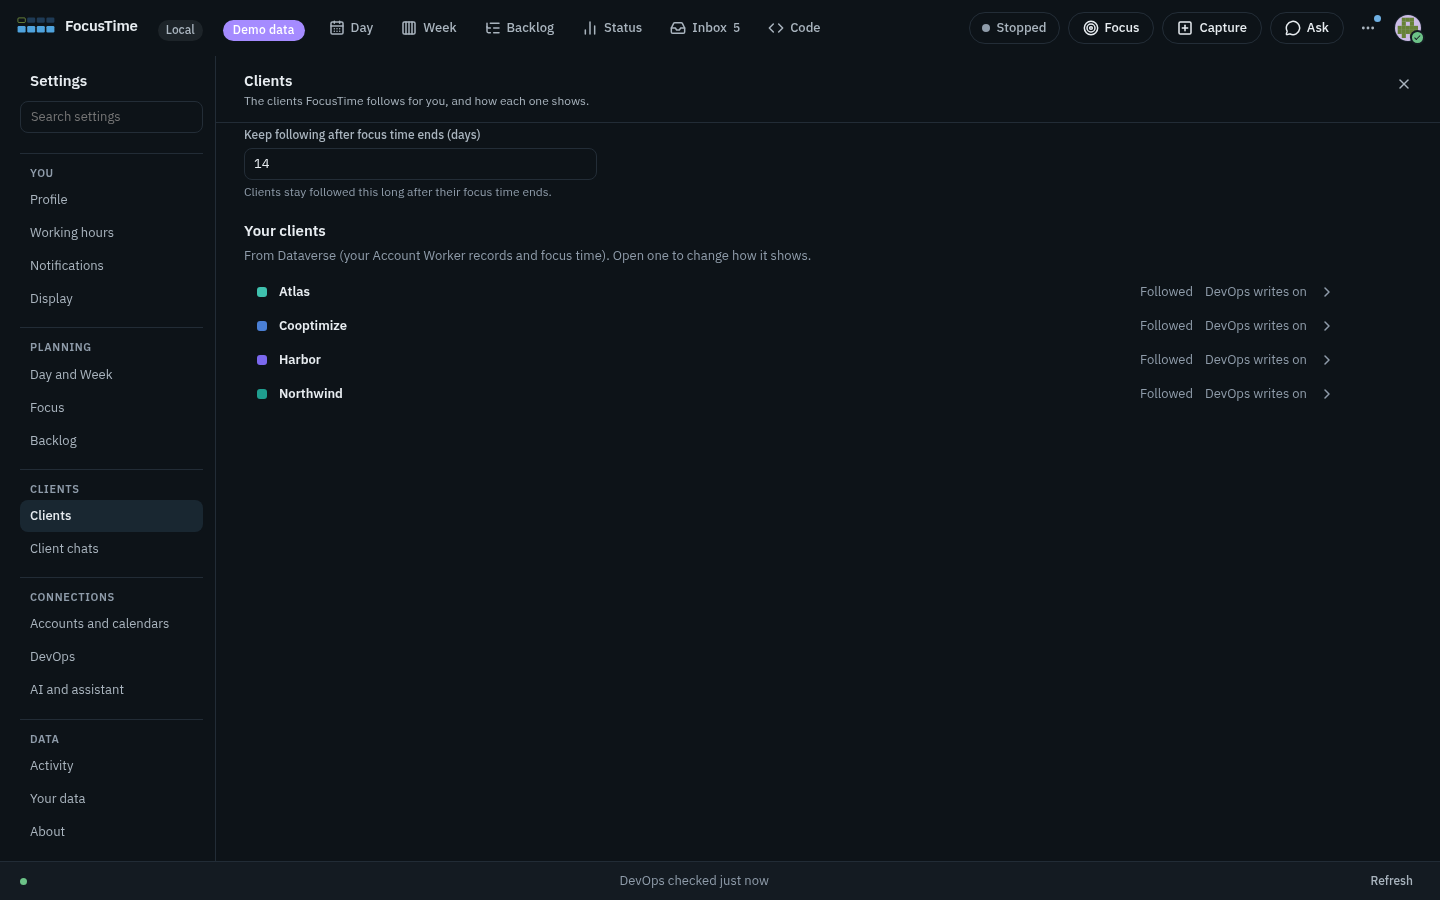 FocusTime
Local
Demo data
Day
Week
Backlog
Status
Inbox 5
Code
Stopped
Focus
Capture
Ask
Settings
Search settings
YOU
Profile
Working hours
Notifications
Display
PLANNING
Day and Week
Focus
Backlog
CLIENTS
Clients
Client chats
CONNECTIONS
Accounts and calendars
DevOps
AI and assistant
DATA
Activity
Your data
About
Clients
The clients FocusTime follows for you, and how each one shows.
Keep following after focus time ends (days)
14
Clients stay followed this long after their focus time ends.
Your clients
From Dataverse (your Account Worker records and focus time). Open one to change how it shows.
Atlas Followed DevOps writes on
Cooptimize Followed DevOps writes on
Harbor Followed DevOps writes on
Northwind Followed DevOps writes on
DevOps checked just now
Refresh